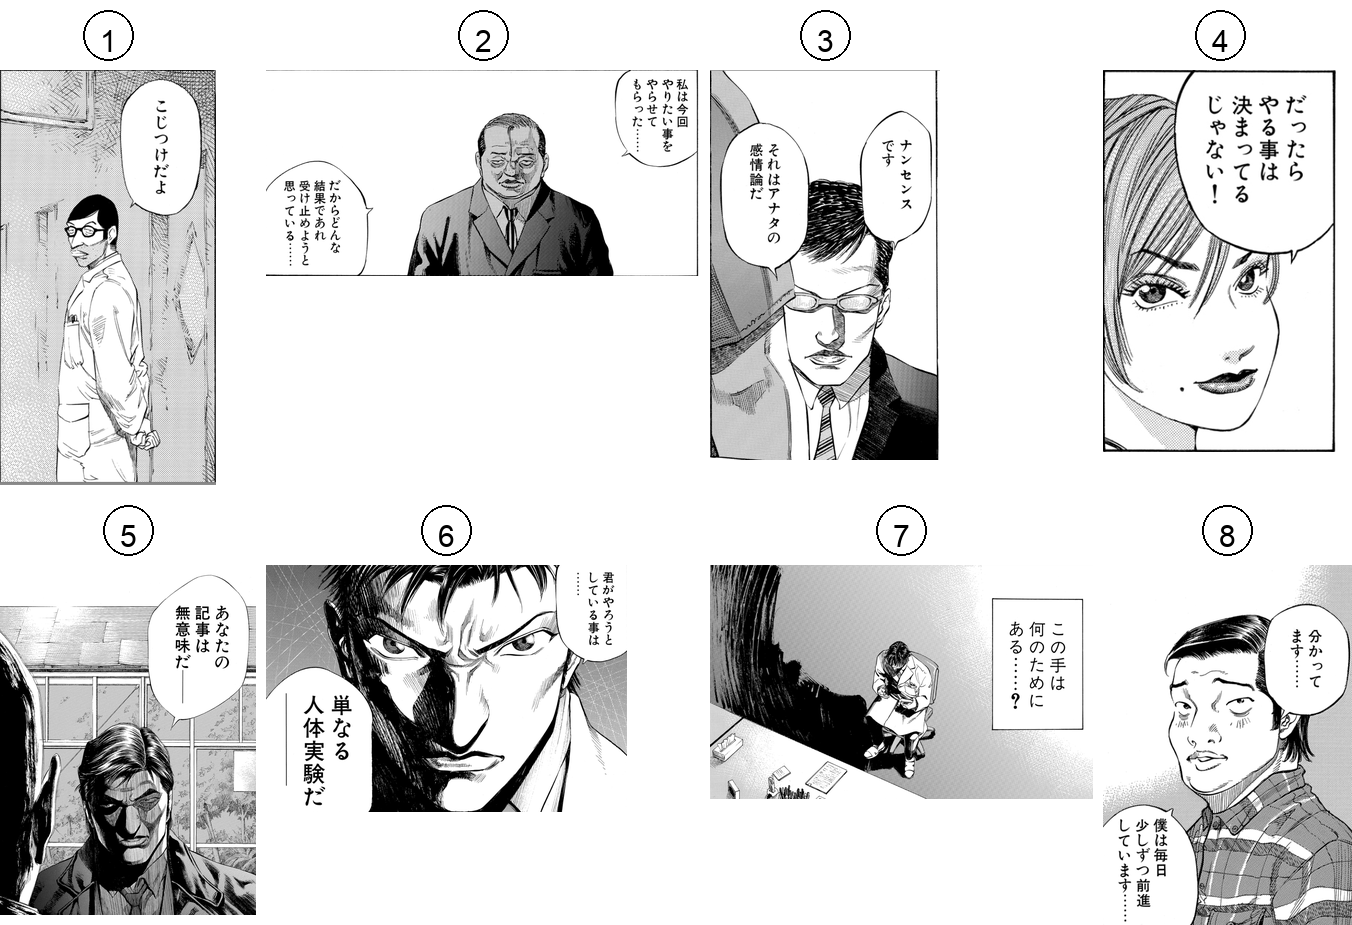 1
こじつけだよ
2
私は今回
やりたい事を
やらせて
もらった……
だからどんな
結果であれ
受け止めようと
思っている……
3
ナンセンス
です
それはアナタの
感情論だ
4
だったら
やる事は
決まってる
じゃない！
5
あなたの
記事は
無意味だ――
6
君がやろうと
している事は
……
単なる
人体実験だ
――
7
この手は
何のために
ある……？
8
分かって
ます……
僕は毎日
少しずつ前進
しています……